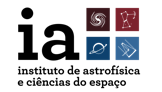 ia
instituto de astrofísica
e ciências do espaço